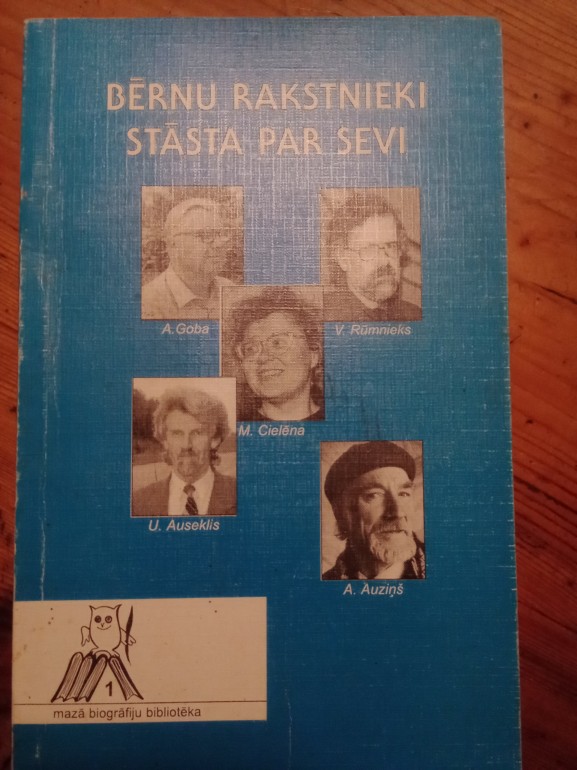 BĒRNU RAKSTNIEKI
STĀSTA PAR SEVI
A.Goba
V. Rūmnieks
M. Cielēna
U. Auseklis
A. Auziņš
1
mazā biogrāfiju bibliotēka